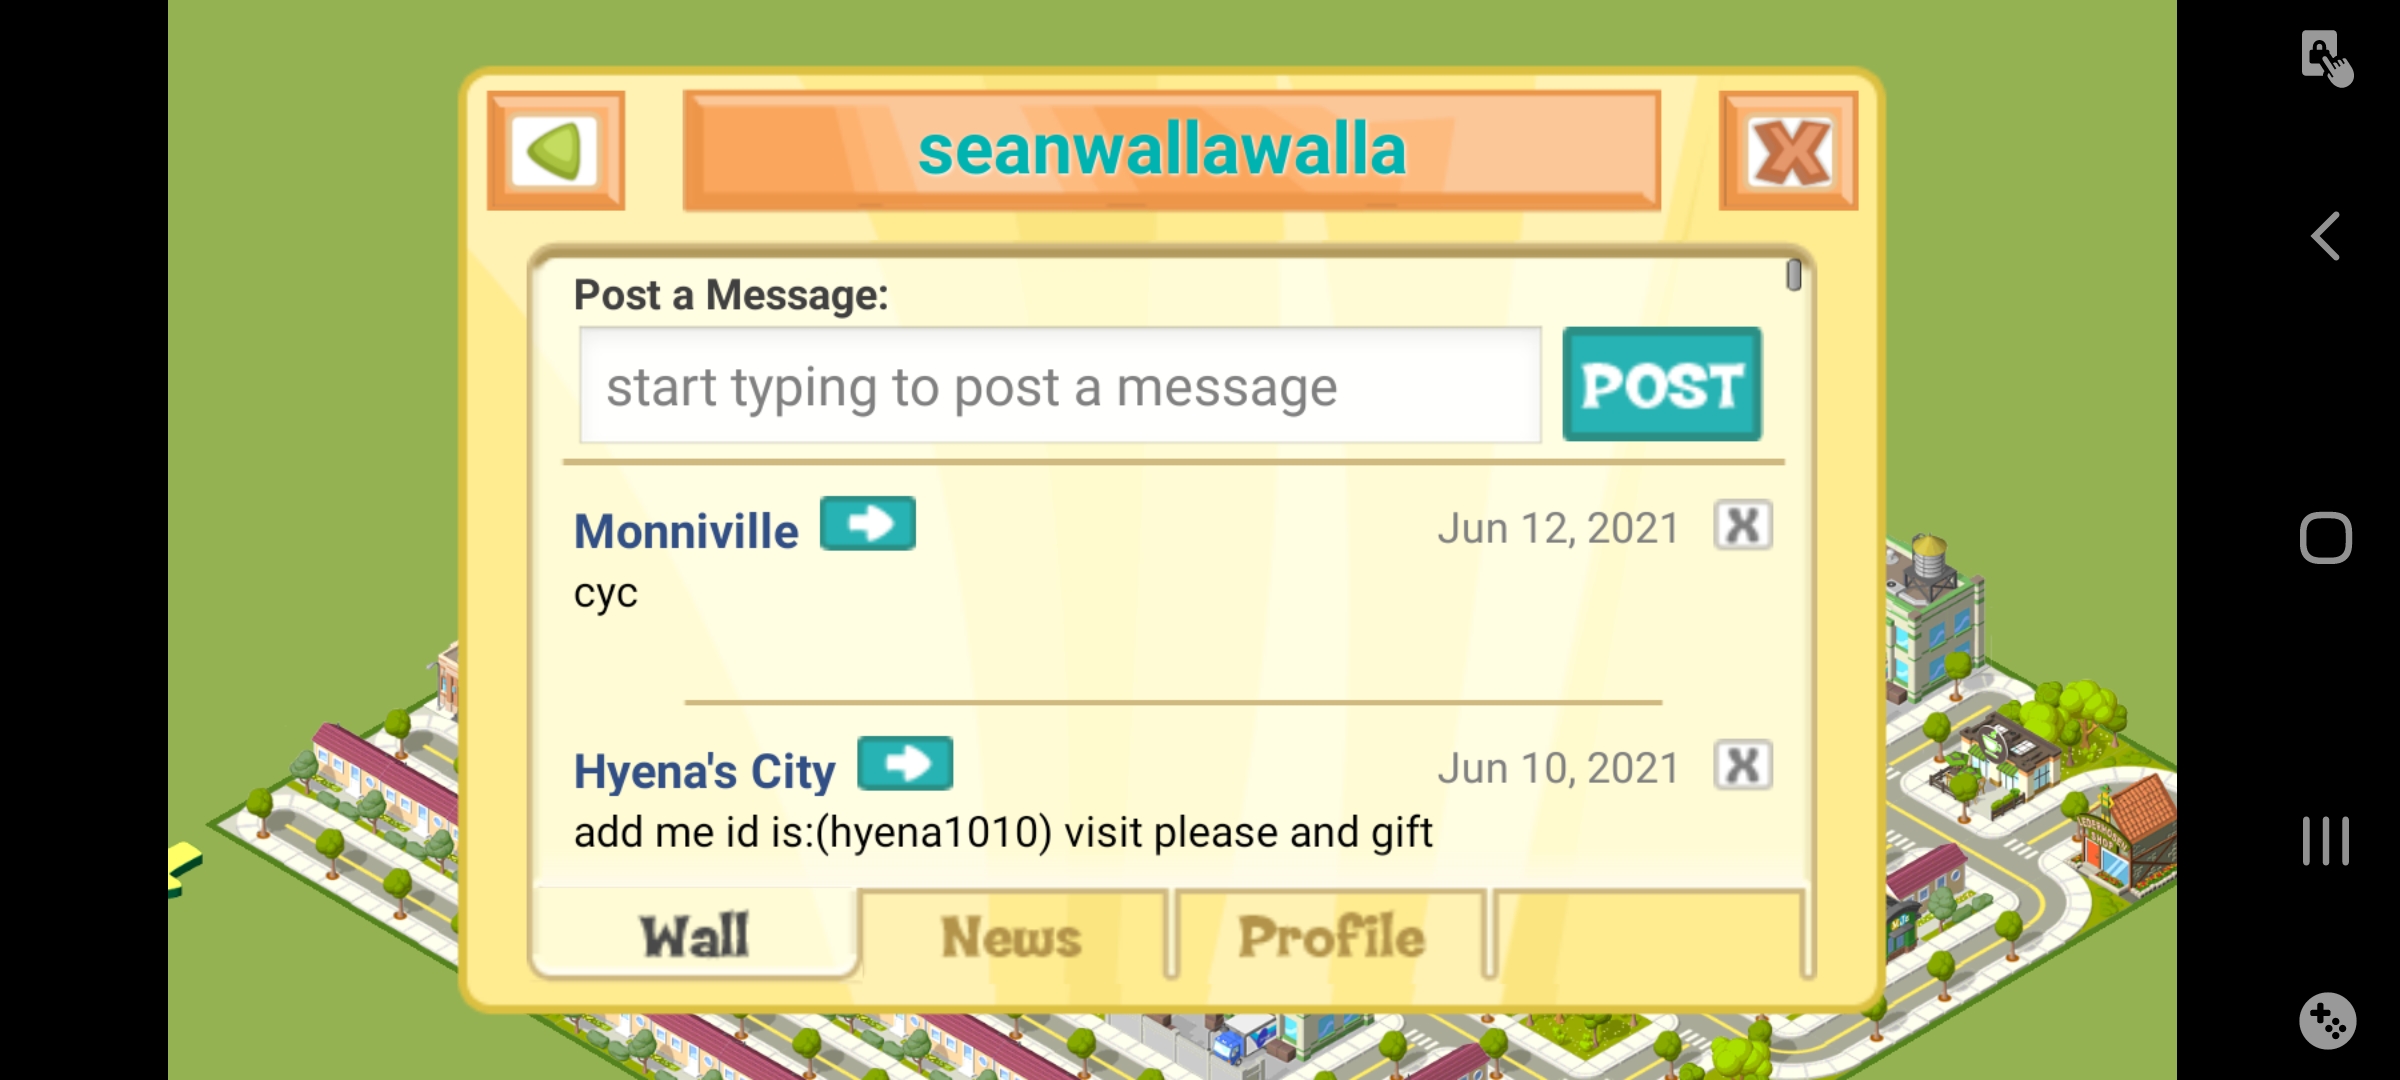 seanwallawalla
Post a Message:
start typing to post a message
POST
Monniville
Jun 12, 2021
X
cyc
Hyena's City
Jun 10, 2021
X
add me id is:(hyena1010) visit please and gift
Wall
News
Profile